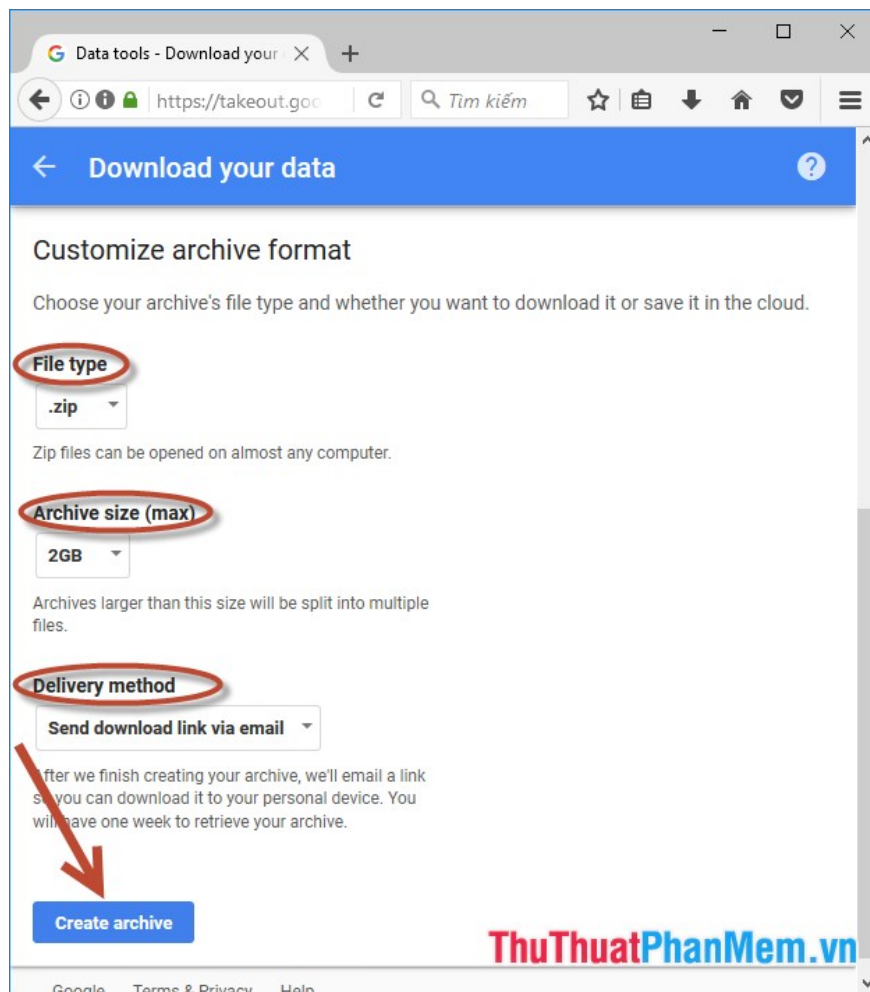 Data tools - Download your
https://takeout.goo
Tìm kiếm
Download your data
Customize archive format
Choose your archive's file type and whether you want to download it or save it in the cloud.
File type
.zip
Zip files can be opened on almost any computer.
Archive size (max)
2GB
Archives larger than this size will be split into multiple
files.
Delivery method
Send download link via email
After we finish creating your archive, we'll email a link
so you can download it to your personal device. You
will have one week to retrieve your archive.
Create archive
ThuThuatPhanMem.vn
Google Terms & Privacy Help